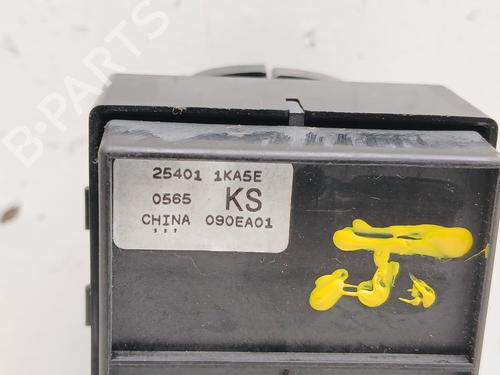 B-PARTS
25401 1KA5E
0565 KS
CHINA 090EA01
,,,